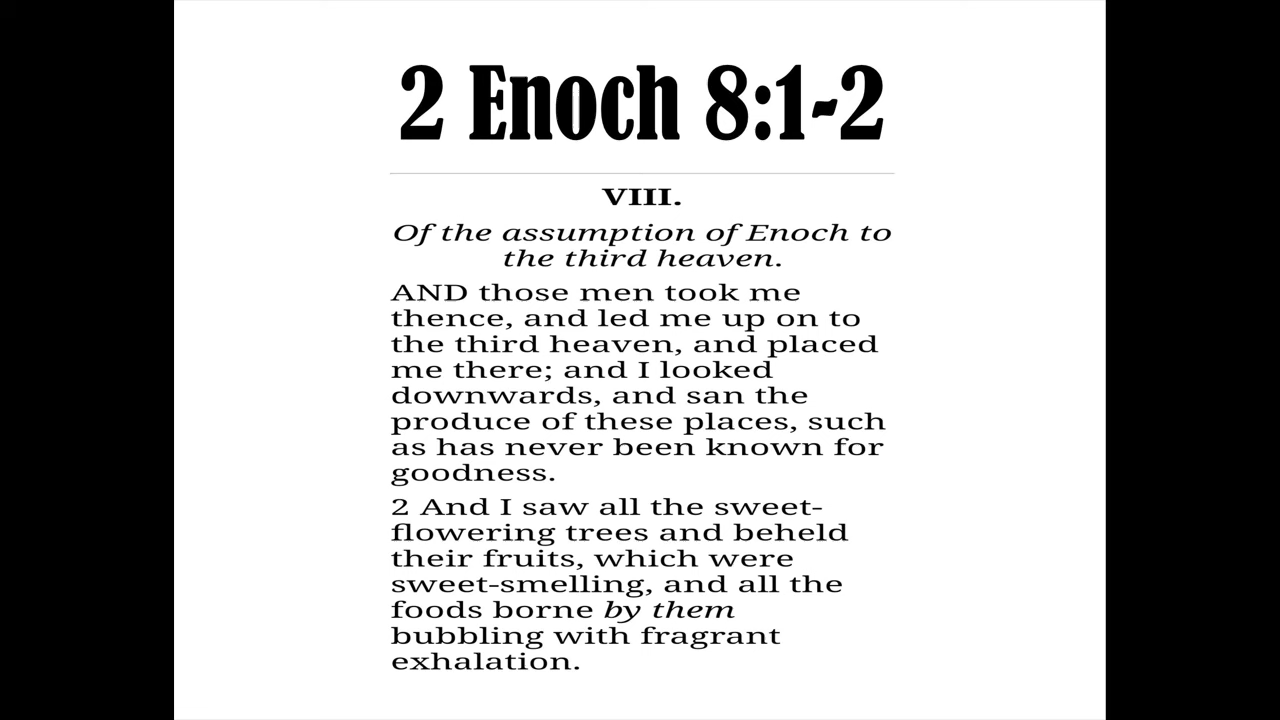 2 Enoch 8:1-2
VIII.
Of the assumption of Enoch to
the third heaven.
AND those men took me
thence, and led me up on to
the third heaven, and placed
me there; and I looked
downwards, and san the
produce of these places, such
as has never been known for
goodness.
2 And I saw all the sweet-
flowering trees and beheld
their fruits, which were
sweet-smelling, and all the
foods borne by them
bubbling with fragrant
exhalation.